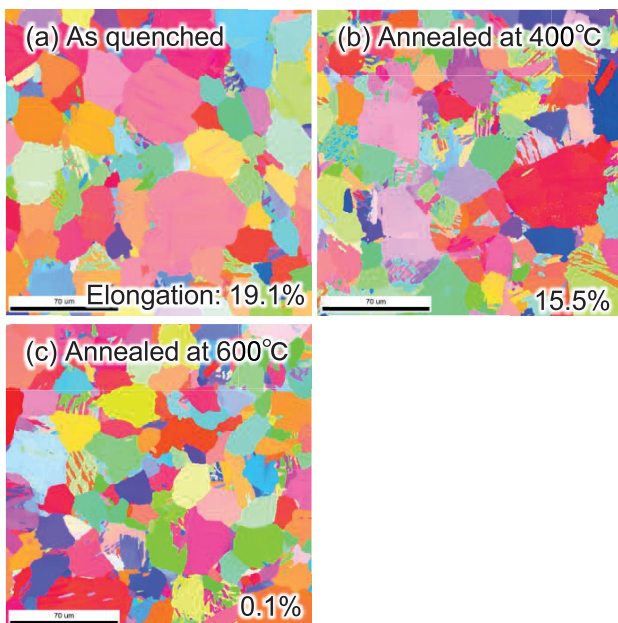 (a) As quenched
(b) Annealed at 400℃
Elongation: 19.1%
70 um
15.5%
70 um
(c) Annealed at 600℃
0.1%
70 um